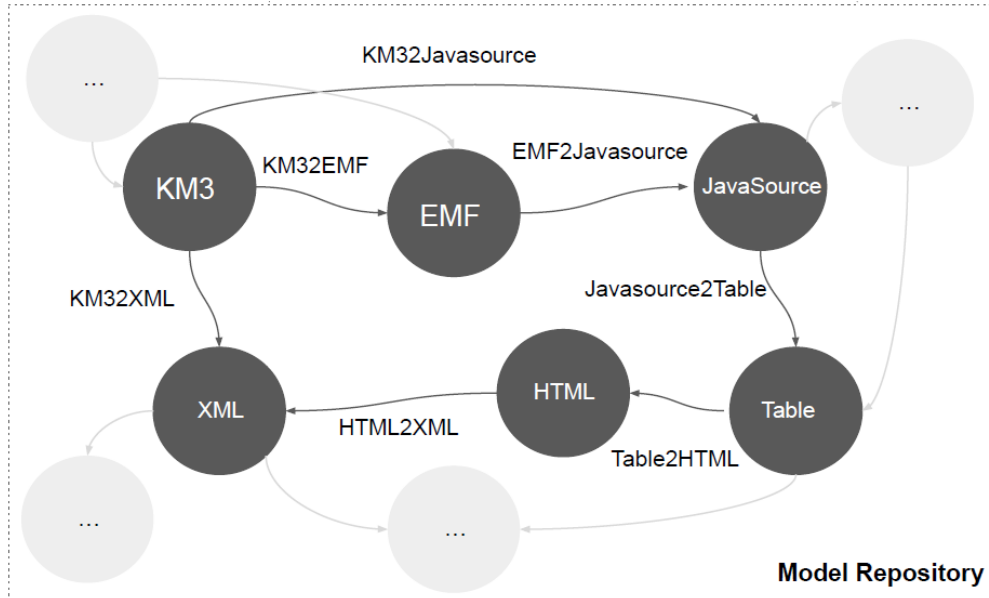 KM32Javasource
...
...
KM32EMF
EMF2Javasource
KM3
EMF
JavaSource
KM32XML
Javasource2Table
XML
HTML
Table
HTML2XML
Table2HTML
...
...
Model Repository